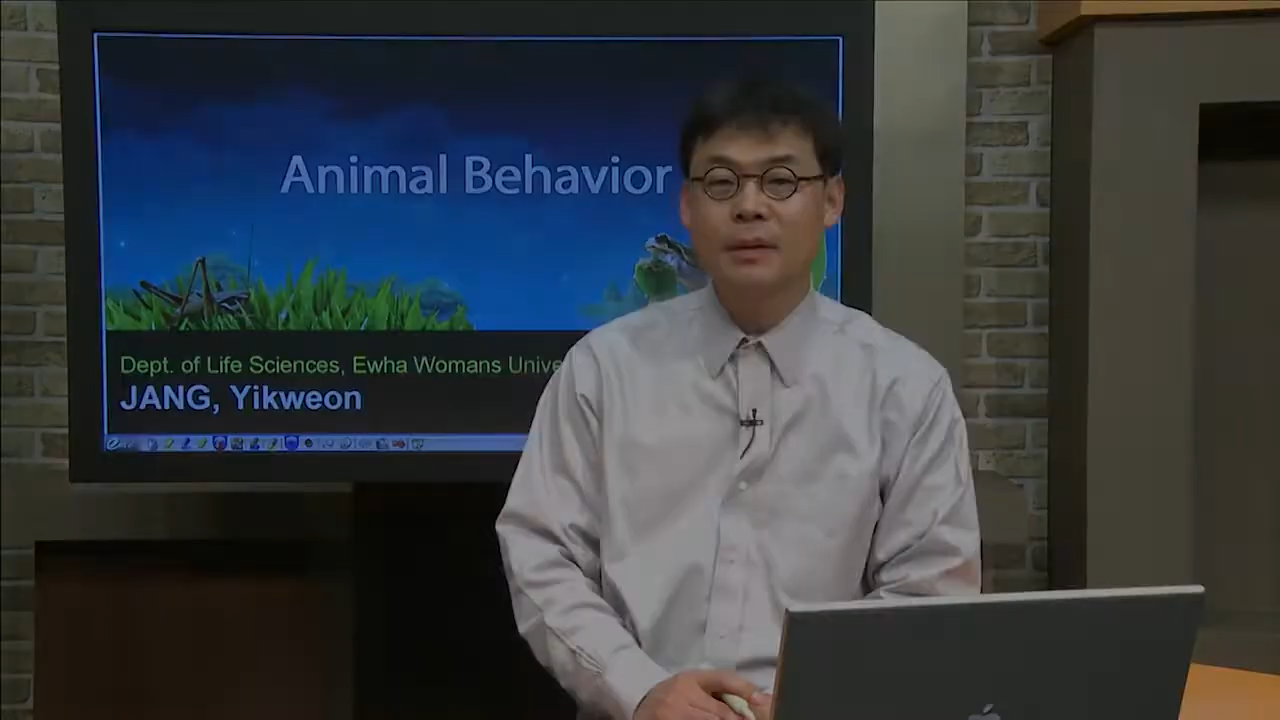 Animal Behavior
Dept. of Life Sciences, Ewha Womans
JANG, Yikweon